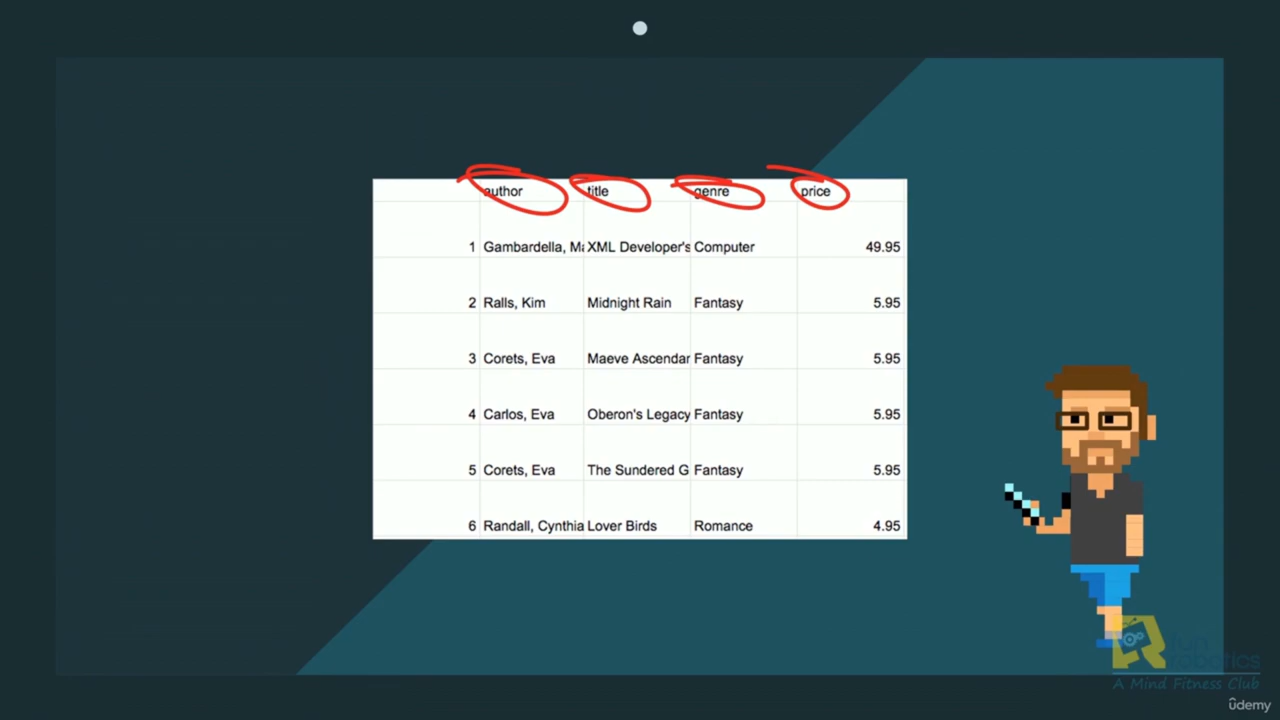 author title genre price
1 Gambardella, Ma XML Developer's Computer 49.95
2 Ralls, Kim Midnight Rain Fantasy 5.95
3 Corets, Eva Maeve Ascendar Fantasy 5.95
4 Carlos, Eva Oberon's Legacy Fantasy 5.95
5 Corets, Eva The Sundered G Fantasy 5.95
6 Randall, Cynthia Lover Birds Romance 4.95
fun
robotics
A Mind Fitness Club
ûdemy